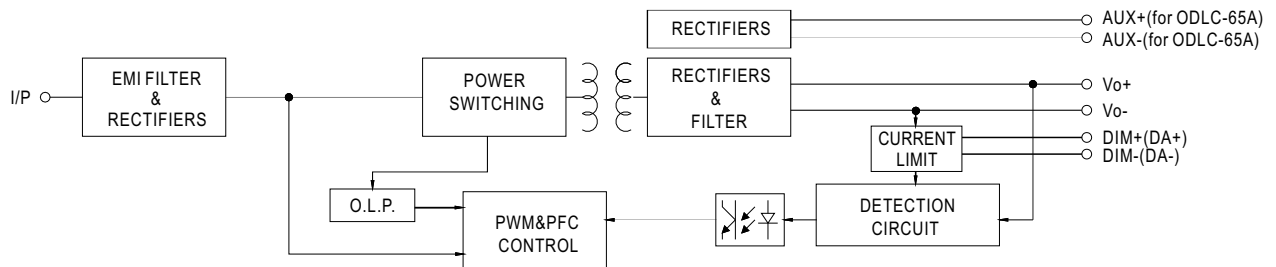 I/P
EMI FILTER
&
RECTIFIERS
POWER
SWITCHING
RECTIFIERS
RECTIFIERS
&
FILTER
AUX+(for ODLC-65A)
AUX-(for ODLC-65A)
Vo+
Vo-
DIM+(DA+)
DIM-(DA-)
CURRENT
LIMIT
O.L.P.
PWM&PFC
CONTROL
DETECTION
CIRCUIT